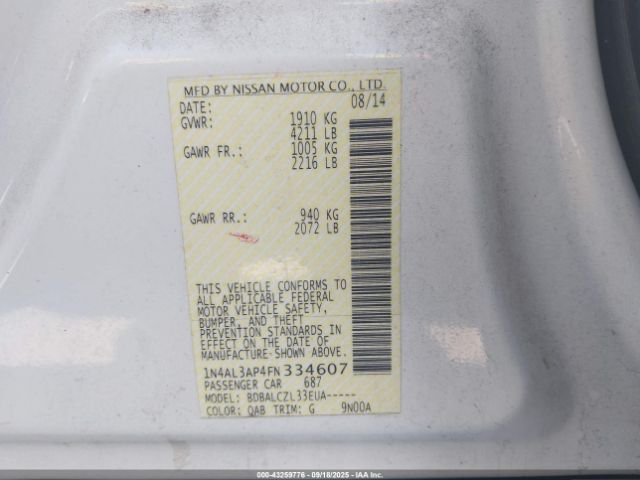 MFD BY NISSAN MOTOR CO., LTD.
DATE: 08/14
GVWR: 1910 KG
4211 LB
GAWR FR.: 1005 KG
2216 LB
GAWR RR.: 940 KG
2072 LB
THIS VEHICLE CONFORMS TO
ALL APPLICABLE FEDERAL
MOTOR VEHICLE SAFETY,
BUMPER, AND THEFT
PREVENTION STANDARDS IN
EFFECT ON THE DATE OF
MANUFACTURE-SHOWN ABOVE.
1N4AL3AP4FN334607
PASSENGER CAR 687
MODEL: BDBALCZL33EUA-----
COLOR: QAB TRIM: G 9N00A
000-43259776 - 09/18/2025 - IAAI.COM